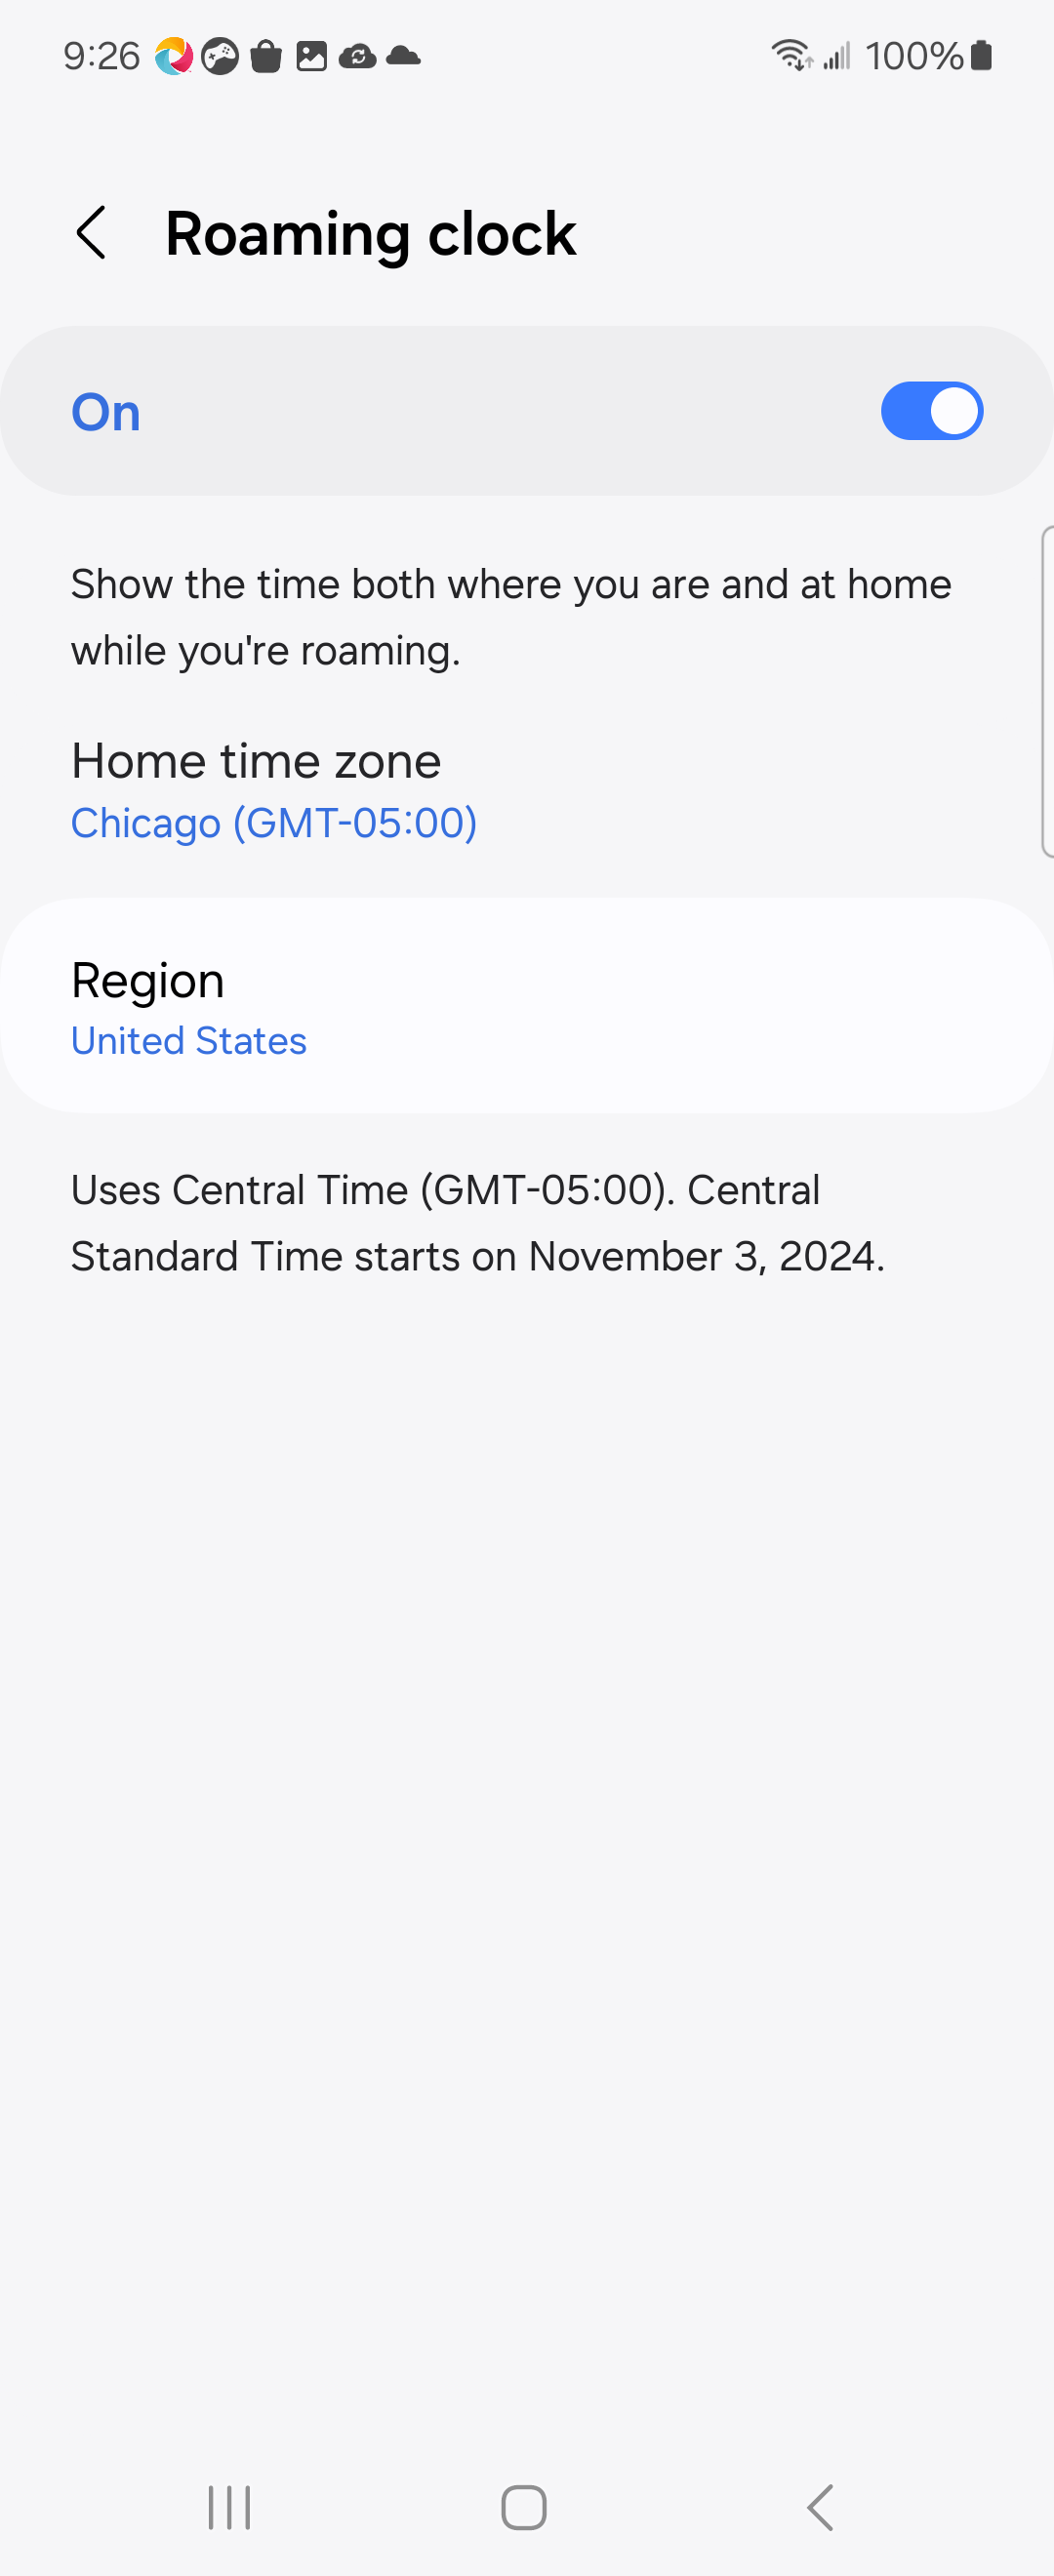 9:26
100%
Roaming clock
On
Show the time both where you are and at home
while you're roaming.
Home time zone
Chicago (GMT-05:00)
Region
United States
Uses Central Time (GMT-05:00). Central
Standard Time starts on November 3, 2024.